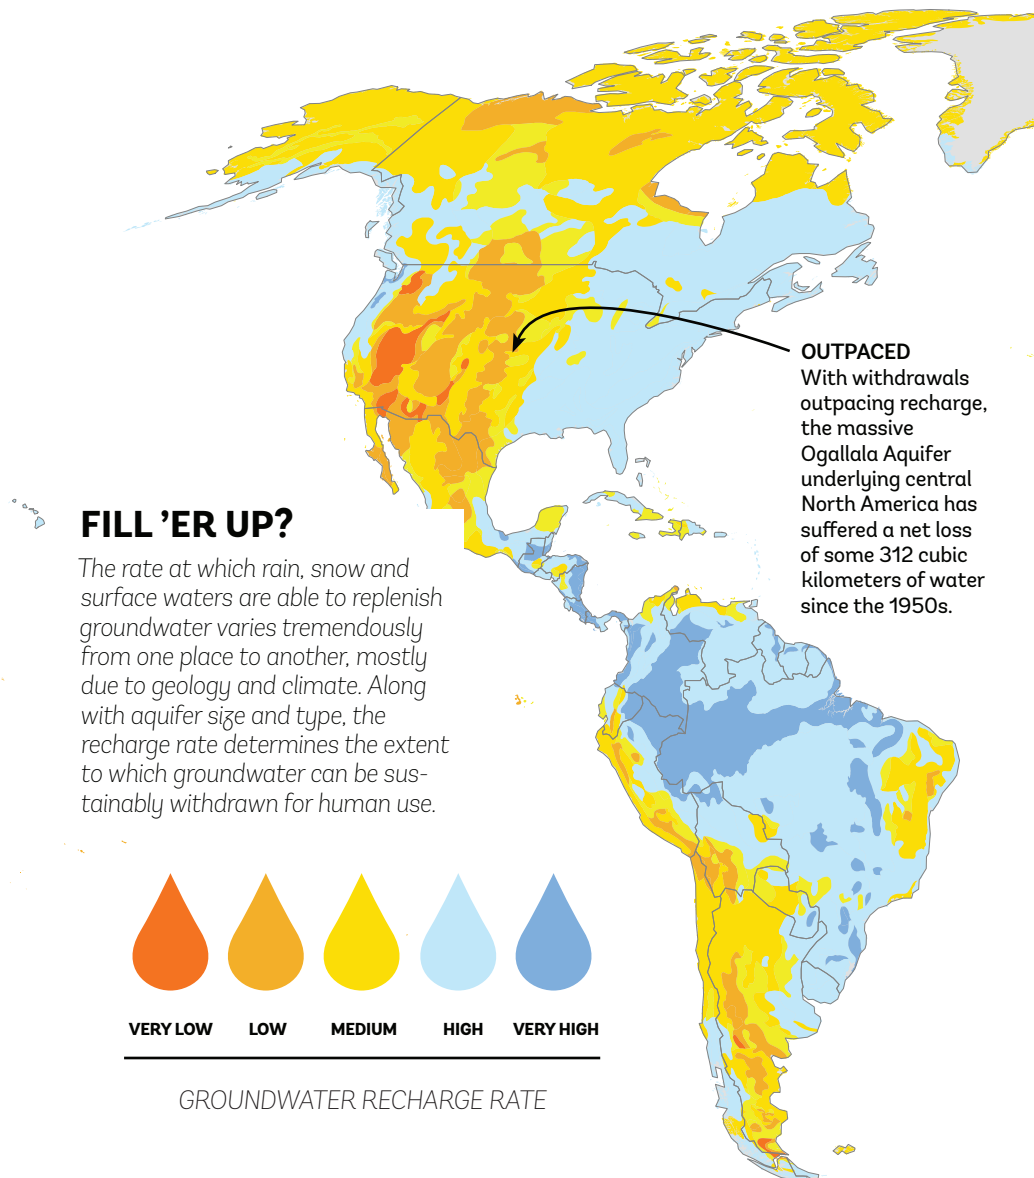 OUTPACED
With withdrawals
outpacing recharge,
the massive
Ogallala Aquifer
underlying central
North America has
suffered a net loss
of some 312 cubic
kilometers of water
since the 1950s.
FILL ’ER UP?
The rate at which rain, snow and
surface waters are able to replenish
groundwater varies tremendously
from one place to another, mostly
due to geology and climate. Along
with aquifer size and type, the
recharge rate determines the extent
to which groundwater can be sus-
tainably withdrawn for human use.
VERY LOW LOW MEDIUM HIGH VERY HIGH
GROUNDWATER RECHARGE RATE